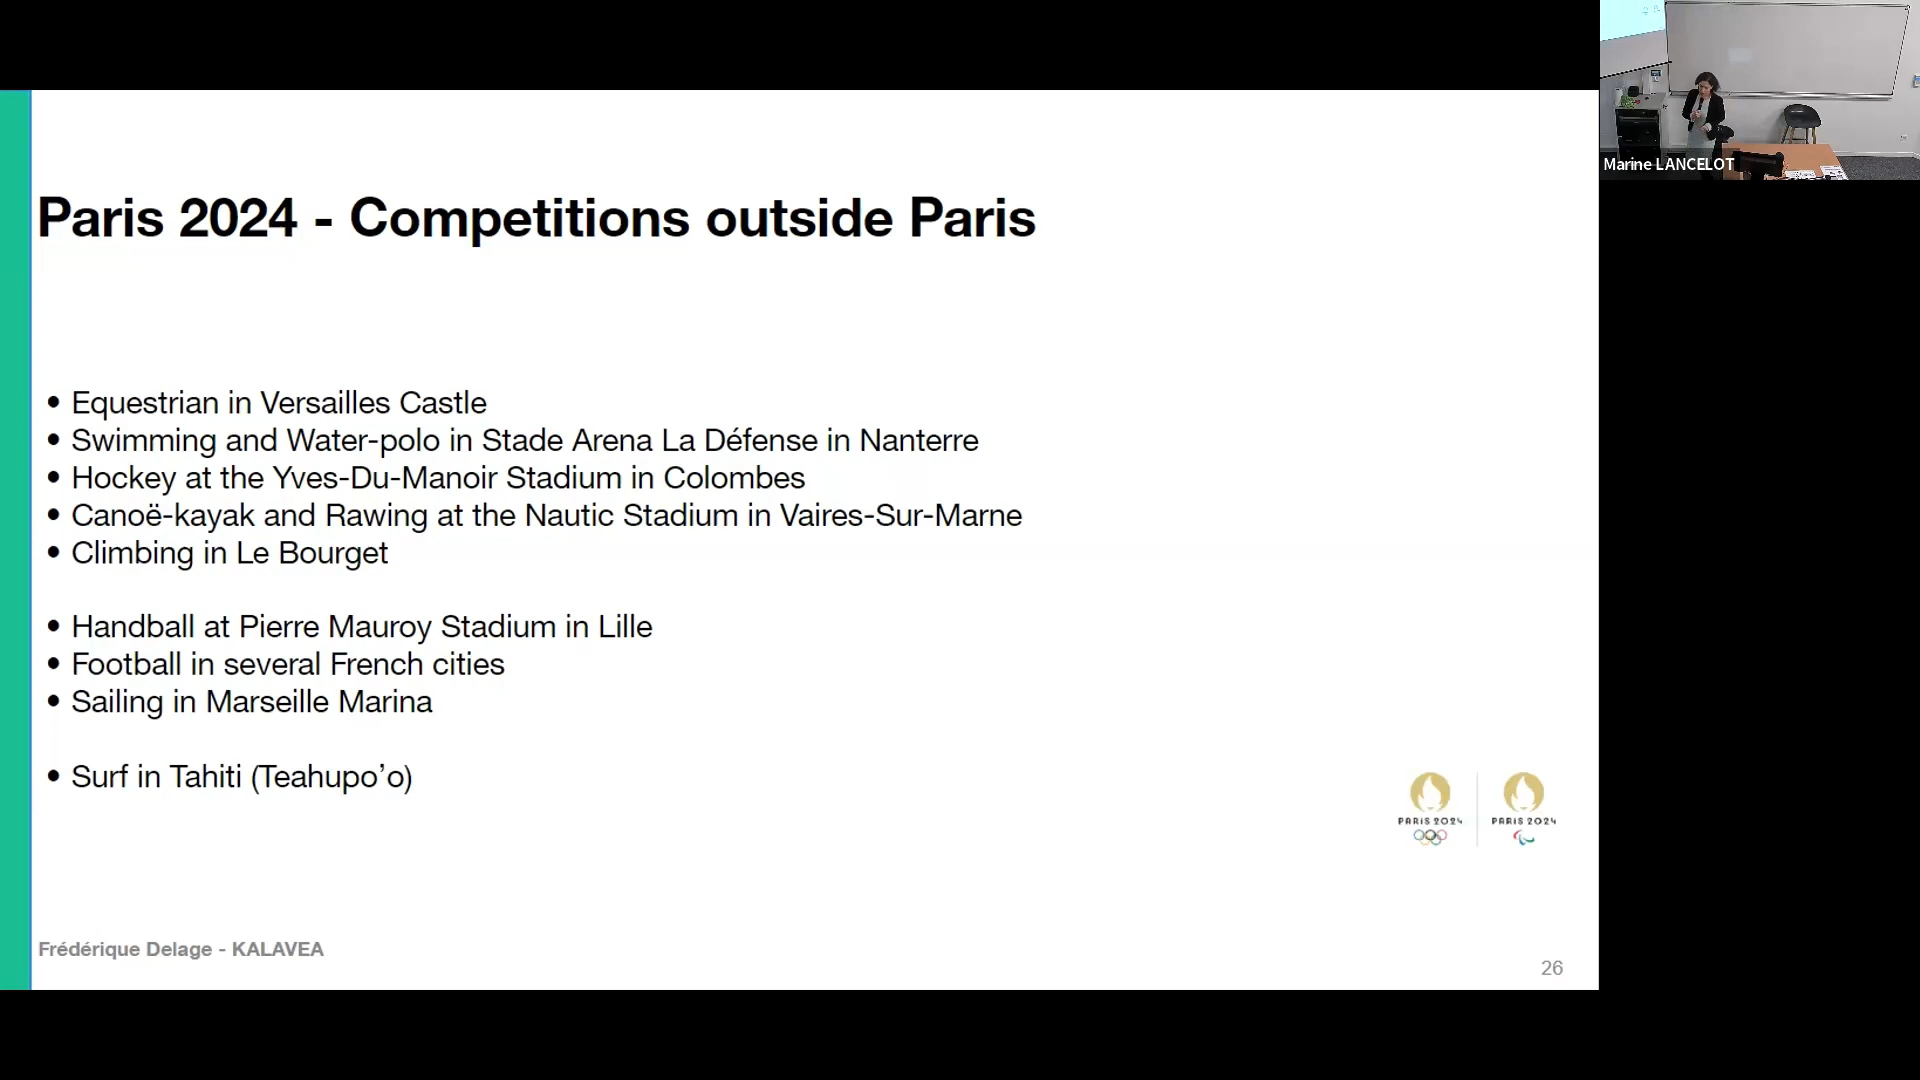 Paris 2024 - Competitions outside Paris
• Equestrian in Versailles Castle
• Swimming and Water-polo in Stade Arena La Défense in Nanterre
• Hockey at the Yves-Du-Manoir Stadium in Colombes
• Canoë-kayak and Rawing at the Nautic Stadium in Vaires-Sur-Marne
• Climbing in Le Bourget
• Handball at Pierre Mauroy Stadium in Lille
• Football in several French cities
• Sailing in Marseille Marina
• Surf in Tahiti (Teahupo’o)
PARIS 2024
PARIS 2024
Frédérique Delage - KALAVEA
26
Marine LANCELOT